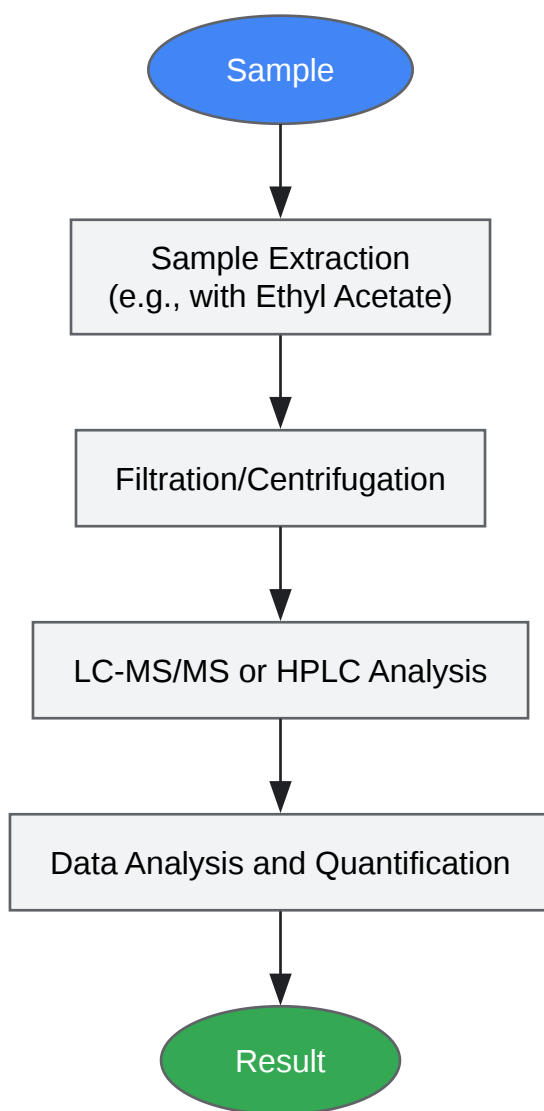 Sample
Sample Extraction
(e.g., with Ethyl Acetate)
Filtration/Centrifugation
LC-MS/MS or HPLC Analysis
Data Analysis and Quantification
Result